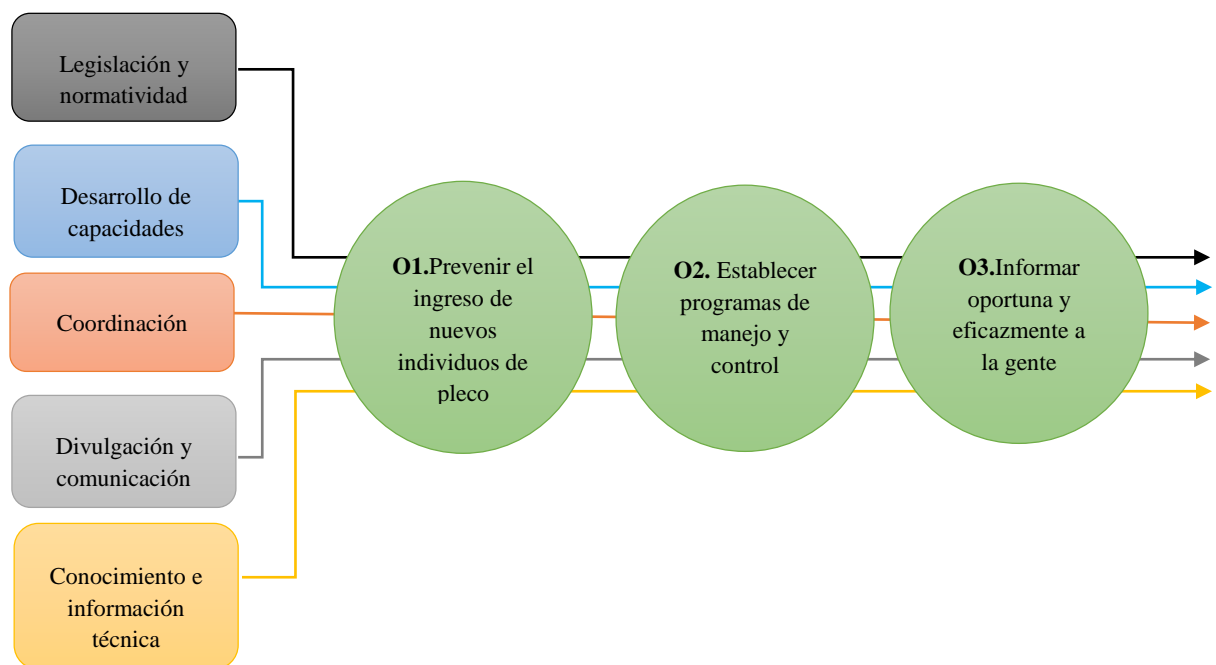 Legislación y
normatividad
Desarrollo de
capacidades
Coordinación
Divulgación y
comunicación
Conocimiento e
información
técnica
O1.Prevenir el
ingreso de
nuevos
individuos de
pleco
O2. Establecer
programas de
manejo y
control
O3.Informar
oportuna y
eficazmente a
la gente